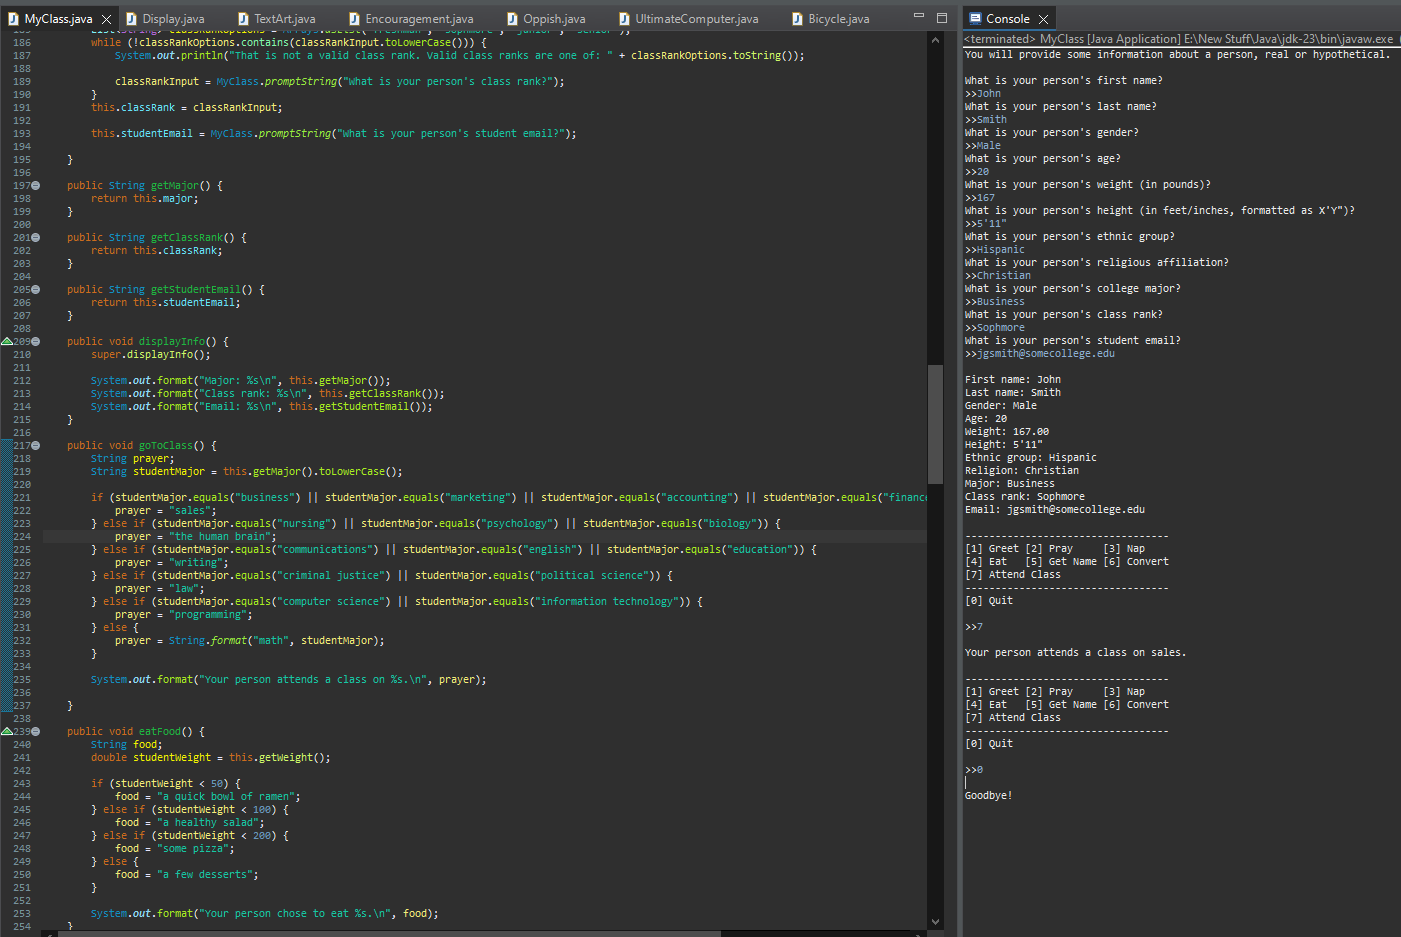 MyClass.java
Display.java
TextArt.java
Encouragement.java
Oppish.java
UltimateComputer.java
Bicycle.java
186 while (!classRankOptions.contains(classRankInput.toLowerCase())) {
187 System.out.println("That is not a valid class rank. Valid class ranks are one of: " + classRankOptions.toString());
188
189 classRankInput = MyClass.promptString("What is your person's class rank?");
190 }
191 this.classRank = classRankInput;
192
193 this.studentEmail = MyClass.promptString("What is your person's student email?");
194
195 }
196
197 public String getMajor() {
198 return this.major;
199 }
200
201 public String getClassRank() {
202 return this.classRank;
203 }
204
205 public String getStudentEmail() {
206 return this.studentEmail;
207 }
208
209 public void displayInfo() {
210 super.displayInfo();
211
212 System.out.format("Major: %s\n", this.getMajor());
213 System.out.format("Class rank: %s\n", this.getClassRank());
214 System.out.format("Email: %s\n", this.getStudentEmail());
215 }
216
217 public void goToClass() {
218 String prayer;
219 String studentMajor = this.getMajor().toLowerCase();
220
221 if (studentMajor.equals("business") || studentMajor.equals("marketing") || studentMajor.equals("accounting") || studentMajor.equals("financ
222 prayer = "sales";
223 } else if (studentMajor.equals("nursing") || studentMajor.equals("psychology") || studentMajor.equals("biology")) {
224 prayer = "the human brain";
225 } else if (studentMajor.equals("communications") || studentMajor.equals("english") || studentMajor.equals("education")) {
226 prayer = "writing";
227 } else if (studentMajor.equals("criminal justice") || studentMajor.equals("political science")) {
228 prayer = "law";
229 } else if (studentMajor.equals("computer science") || studentMajor.equals("information technology")) {
230 prayer = "programming";
231 } else {
232 prayer = String.format("math", studentMajor);
233 }
234
235 System.out.format("Your person attends a class on %s.\n", prayer);
236
237 }
238
239 public void eatFood() {
240 String food;
241 double studentWeight = this.getWeight();
242
243 if (studentWeight < 50) {
244 food = "a quick bowl of ramen";
245 } else if (studentWeight < 100) {
246 food = "a healthy salad";
247 } else if (studentWeight < 200) {
248 food = "some pizza";
249 } else {
250 food = "a few desserts";
251 }
252
253 System.out.format("Your person chose to eat %s.\n", food);
254 }
Console
<terminated> MyClass [Java Application] E:\New Stuff\Java\jdk-23\bin\javaw.exe
You will provide some information about a person, real or hypothetical.
What is your person's first name?
>>John
What is your person's last name?
>>Smith
What is your person's gender?
>>Male
What is your person's age?
>>20
What is your person's weight (in pounds)?
>>167
What is your person's height (in feet/inches, formatted as X'Y")?
>>5'11"
What is your person's ethnic group?
>>Hispanic
What is your person's religious affiliation?
>>Christian
What is your person's college major?
>>Business
What is your person's class rank?
>>Sophmore
What is your person's student email?
>>jgsmith@somecollege.edu
First name: John
Last name: Smith
Gender: Male
Age: 20
Weight: 167.00
Height: 5'11"
Ethnic group: Hispanic
Religion: Christian
Major: Business
Class rank: Sophmore
Email: jgsmith@somecollege.edu
----------------------------------
[1] Greet [2] Pray [3] Nap
[4] Eat [5] Get Name [6] Convert
[7] Attend Class
----------------------------------
[0] Quit
>>7
Your person attends a class on sales.
----------------------------------
[1] Greet [2] Pray [3] Nap
[4] Eat [5] Get Name [6] Convert
[7] Attend Class
----------------------------------
[0] Quit
>>0
Goodbye!